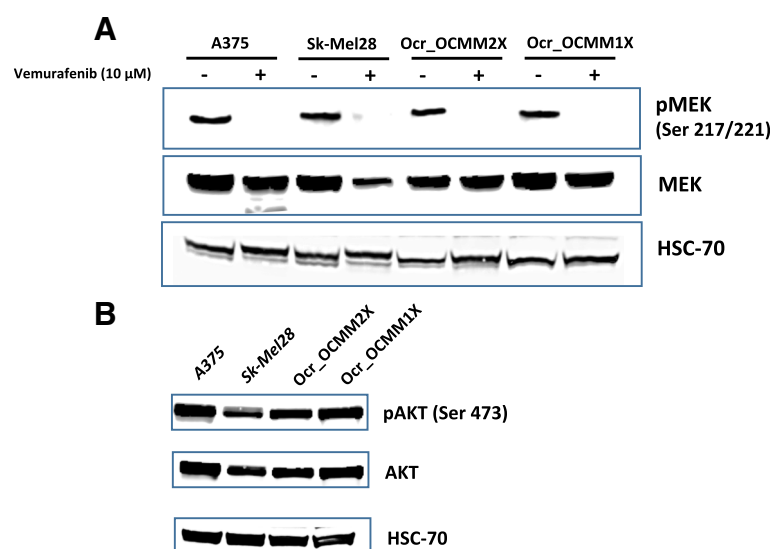 A
A375 Sk-Mel28 Ocr_OCMM2X Ocr_OCMM1X
Vemurafenib (10 µM) - + - + - + - +
pMEK
(Ser 217/221)
MEK
HSC-70
B
A375 Sk-Mel28 Ocr_OCMM2X Ocr_OCMM1X
pAKT (Ser 473)
AKT
HSC-70